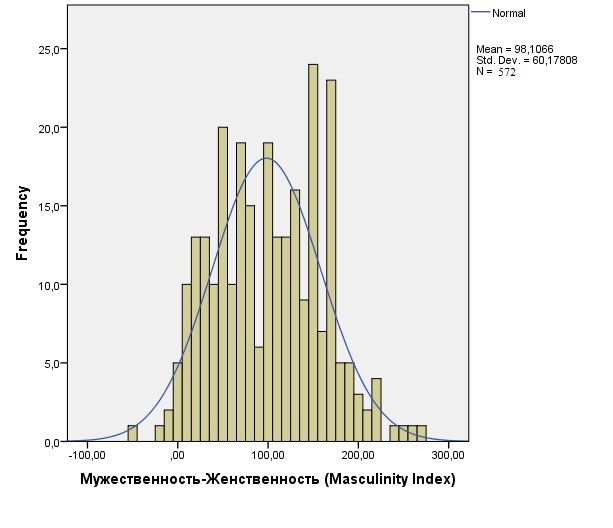 Normal
Mean = 98,1066
Std. Dev. = 60,17808
N = 572
25,0
20,0
15,0
10,0
5,0
0,0
Frequency
-100,00 ,00 100,00 200,00 300,00
Мужественность-Женственность (Masculinity Index)